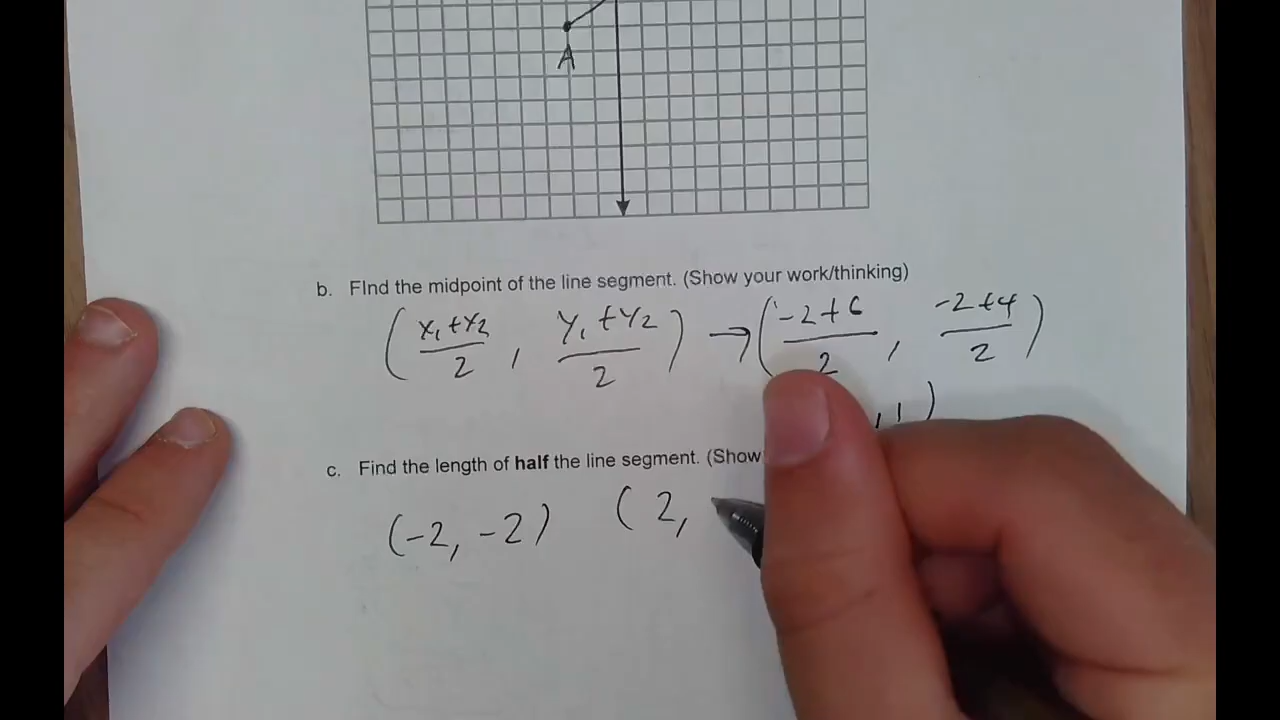 A
b. FInd the midpoint of the line segment. (Show your work/thinking)
(x₁+x₂/2, y₁+y₂/2) → (-2+6/2, -2+4/2)
, 1)
c. Find the length of half the line segment. (Show
(-2, -2) (2,